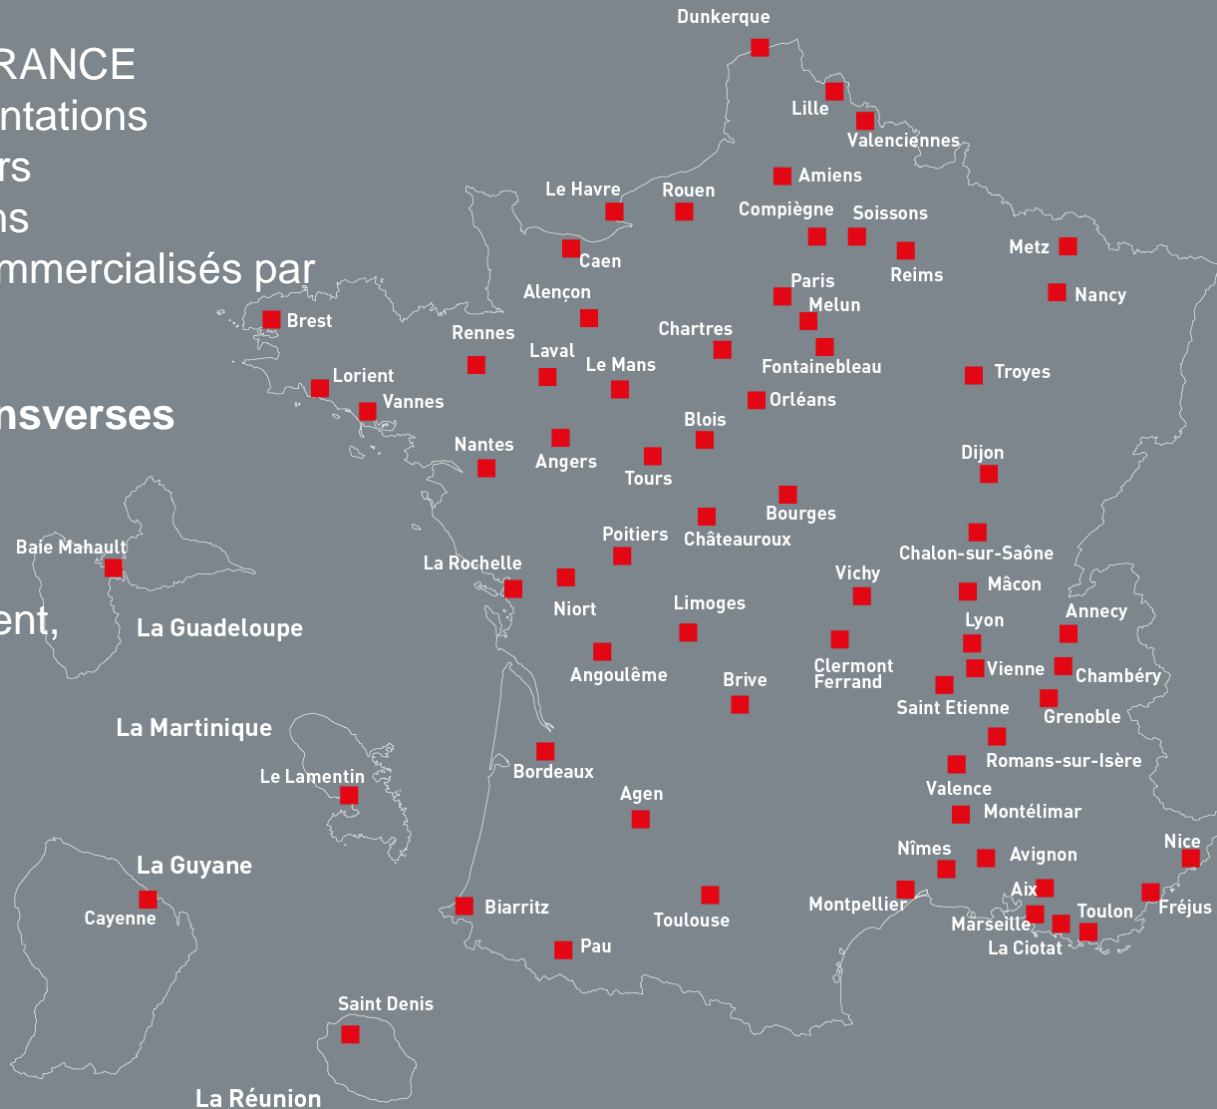 RANCE
ntations
rs
ns
mmercialisés par
nsverses
ent,
Dunkerque
Lille
Valenciennes
Amiens
Le Havre
Rouen
Compiègne
Soissons
Caen
Reims
Metz
Nancy
Alençon
Paris
Melun
Brest
Rennes
Chartres
Laval
Le Mans
Fontainebleau
Troyes
Lorient
Vannes
Orléans
Blois
Nantes
Angers
Tours
Dijon
Bourges
Poitiers
Châteauroux
Chalon-sur-Saône
Baie Mahault
La Rochelle
Vichy
Mâcon
Niort
Limoges
Lyon
Annecy
La Guadeloupe
Angoulême
Clermont
Ferrand
Vienne
Chambéry
Brive
Saint Etienne
Grenoble
La Martinique
Le Lamentin
Bordeaux
Romans-sur-Isère
Valence
Agen
Montélimar
Nîmes
Avignon
Nice
La Guyane
Cayenne
Aix
Montpellier
Fréjus
Biarritz
Toulouse
Marseille
Toulon
Pau
La Ciotat
Saint Denis
La Réunion